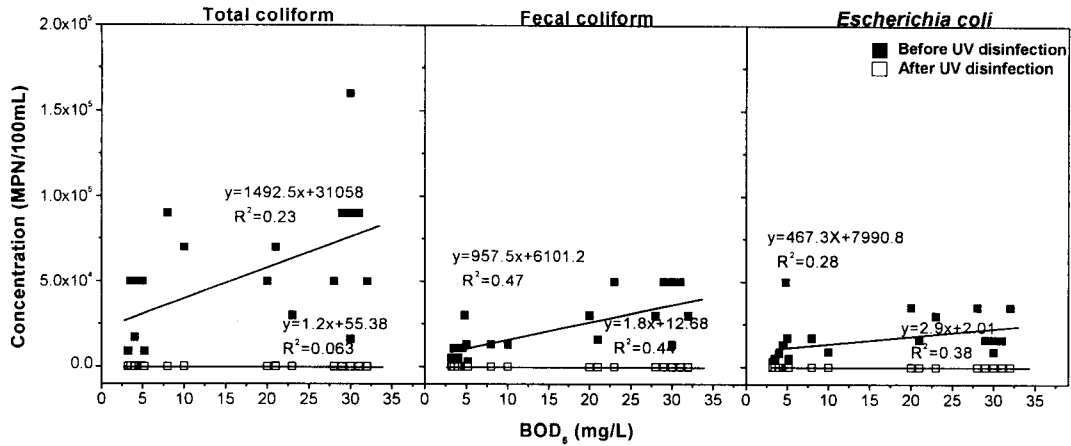 Total coliform
Fecal coliform
Escherichia coli
2.0x10⁵
1.5x10⁵
1.0x10⁵
5.0x10⁴
0.0
Concentration (MPN/100mL)
Before UV disinfection
After UV disinfection
y=1492.5x+31058
R²=0.23
y=1.2x+55.38
R²=0.063
y=957.5x+6101.2
R²=0.47
y=1.8x+12.68
R²=0.44
y=467.3X+7990.8
R²=0.28
y=2.9x+2.01
R²=0.38
0 5 10 15 20 25 30 35 0 5 10 15 20 25 30 35 0 5 10 15 20 25 30 35
BOD₅ (mg/L)